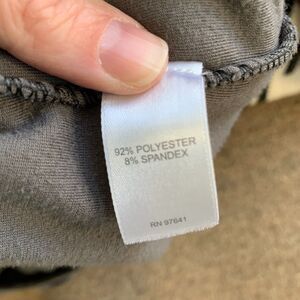 92% POLYESTER
8% SPANDEX
RN 97641